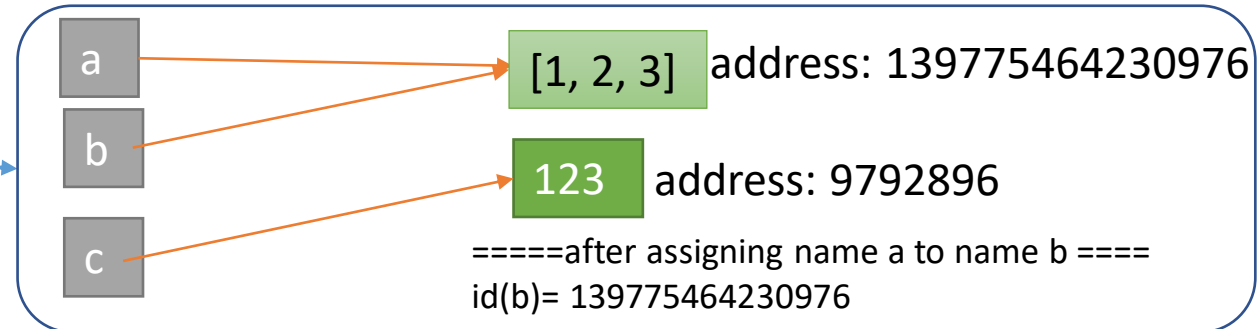 a
[1, 2, 3] address: 139775464230976
b
123 address: 9792896
c
=====after assigning name a to name b ====
id(b)= 139775464230976